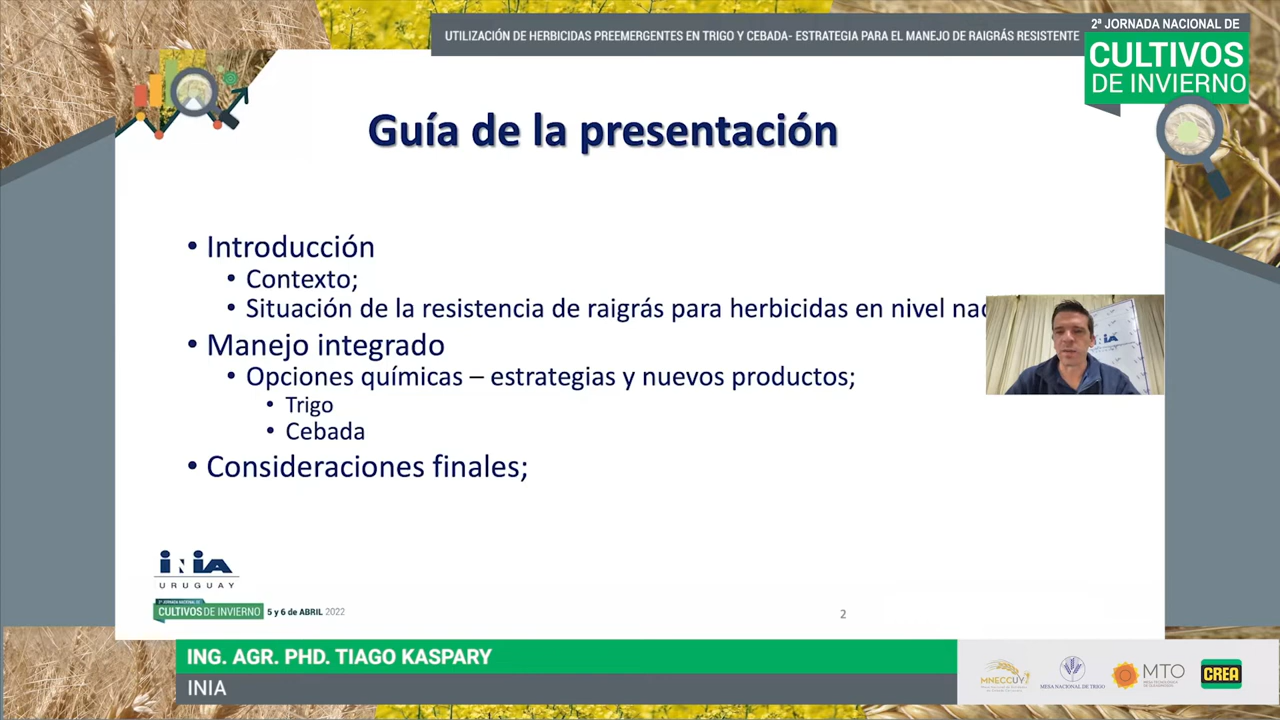 UTILIZACIÓN DE HERBICIDAS PREEMERGENTES EN TRIGO Y CEBADA- ESTRATEGIA PARA EL MANEJO DE RAIGRÁS RESISTENTE
2ª JORNADA NACIONAL DE
CULTIVOS
DE INVIERNO
Guía de la presentación
• Introducción
• Contexto;
• Situación de la resistencia de raigrás para herbicidas en nivel
• Manejo integrado
• Opciones químicas – estrategias y nuevos productos;
• Trigo
• Cebada
• Consideraciones finales;
INIA
URUGUAY
CULTIVOS DE INVIERNO 5 y 6 de ABRIL 2022
2
ING. AGR. PHD. TIAGO KASPARY
INIA
MNECCUY
MESA NACIONAL DE TRIGO
MTO
CREA